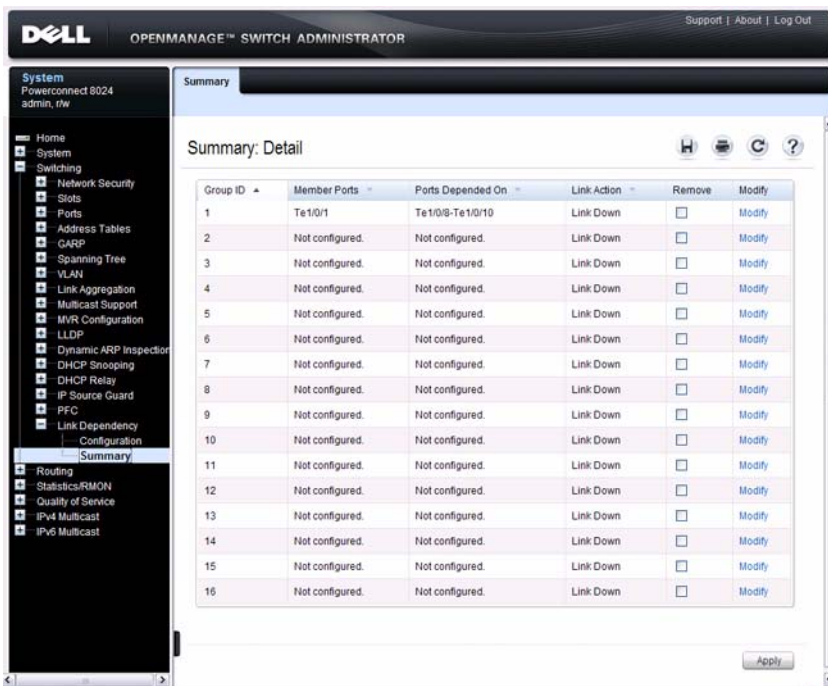 Support | About | Log Out
DELL OPENMANAGE™ SWITCH ADMINISTRATOR
System
Powerconnect 8024
admin, r/w
Home
System
Switching
Network Security
Slots
Ports
Address Tables
GARP
Spanning Tree
VLAN
Link Aggregation
Multicast Support
MVR Configuration
LLDP
Dynamic ARP Inspection
DHCP Snooping
DHCP Relay
IP Source Guard
PFC
Link Dependency
Configuration
Summary
Routing
Statistics/RMON
Quality of Service
IPv4 Multicast
IPv6 Multicast
Summary
Summary: Detail
Group ID Member Ports Ports Depended On Link Action Remove Modify
1 Te1/0/1 Te1/0/8-Te1/0/10 Link Down Modify
2 Not configured. Not configured. Link Down Modify
3 Not configured. Not configured. Link Down Modify
4 Not configured. Not configured. Link Down Modify
5 Not configured. Not configured. Link Down Modify
6 Not configured. Not configured. Link Down Modify
7 Not configured. Not configured. Link Down Modify
8 Not configured. Not configured. Link Down Modify
9 Not configured. Not configured. Link Down Modify
10 Not configured. Not configured. Link Down Modify
11 Not configured. Not configured. Link Down Modify
12 Not configured. Not configured. Link Down Modify
13 Not configured. Not configured. Link Down Modify
14 Not configured. Not configured. Link Down Modify
15 Not configured. Not configured. Link Down Modify
16 Not configured. Not configured. Link Down Modify
Apply